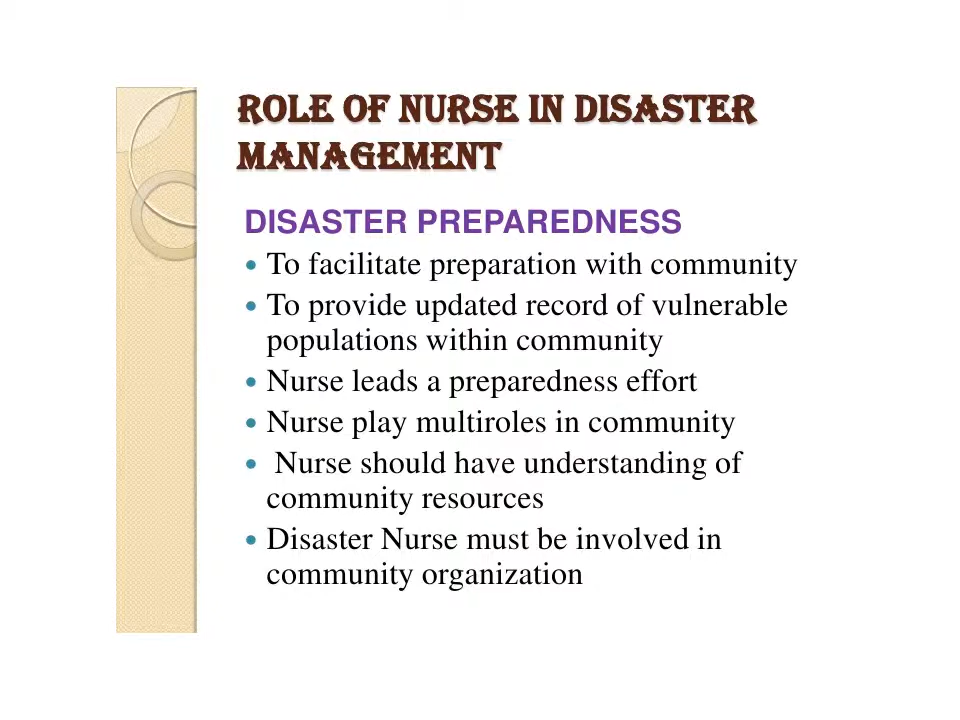 ROLE OF NURSE IN DISASTER
MANAGEMENT
DISASTER PREPAREDNESS
• To facilitate preparation with community
• To provide updated record of vulnerable
populations within community
• Nurse leads a preparedness effort
• Nurse play multiroles in community
• Nurse should have understanding of
community resources
• Disaster Nurse must be involved in
community organization